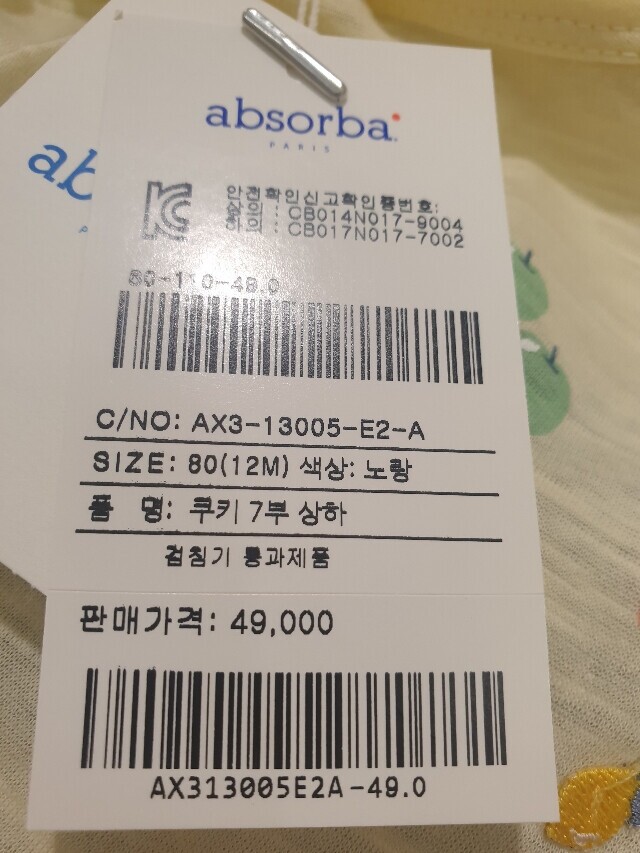 absorba
PARIS
ab
안전확인신고확인증번호:
상의 : CB014N017-9004
하의 : CB017N017-7002
C/NO: AX3-13005-E2-A
SIZE: 80(12M) 색상: 노랑
품 명: 쿠키 7부 상하
검침기 통과제품
판매가격: 49,000
AX313005E2A-49.0